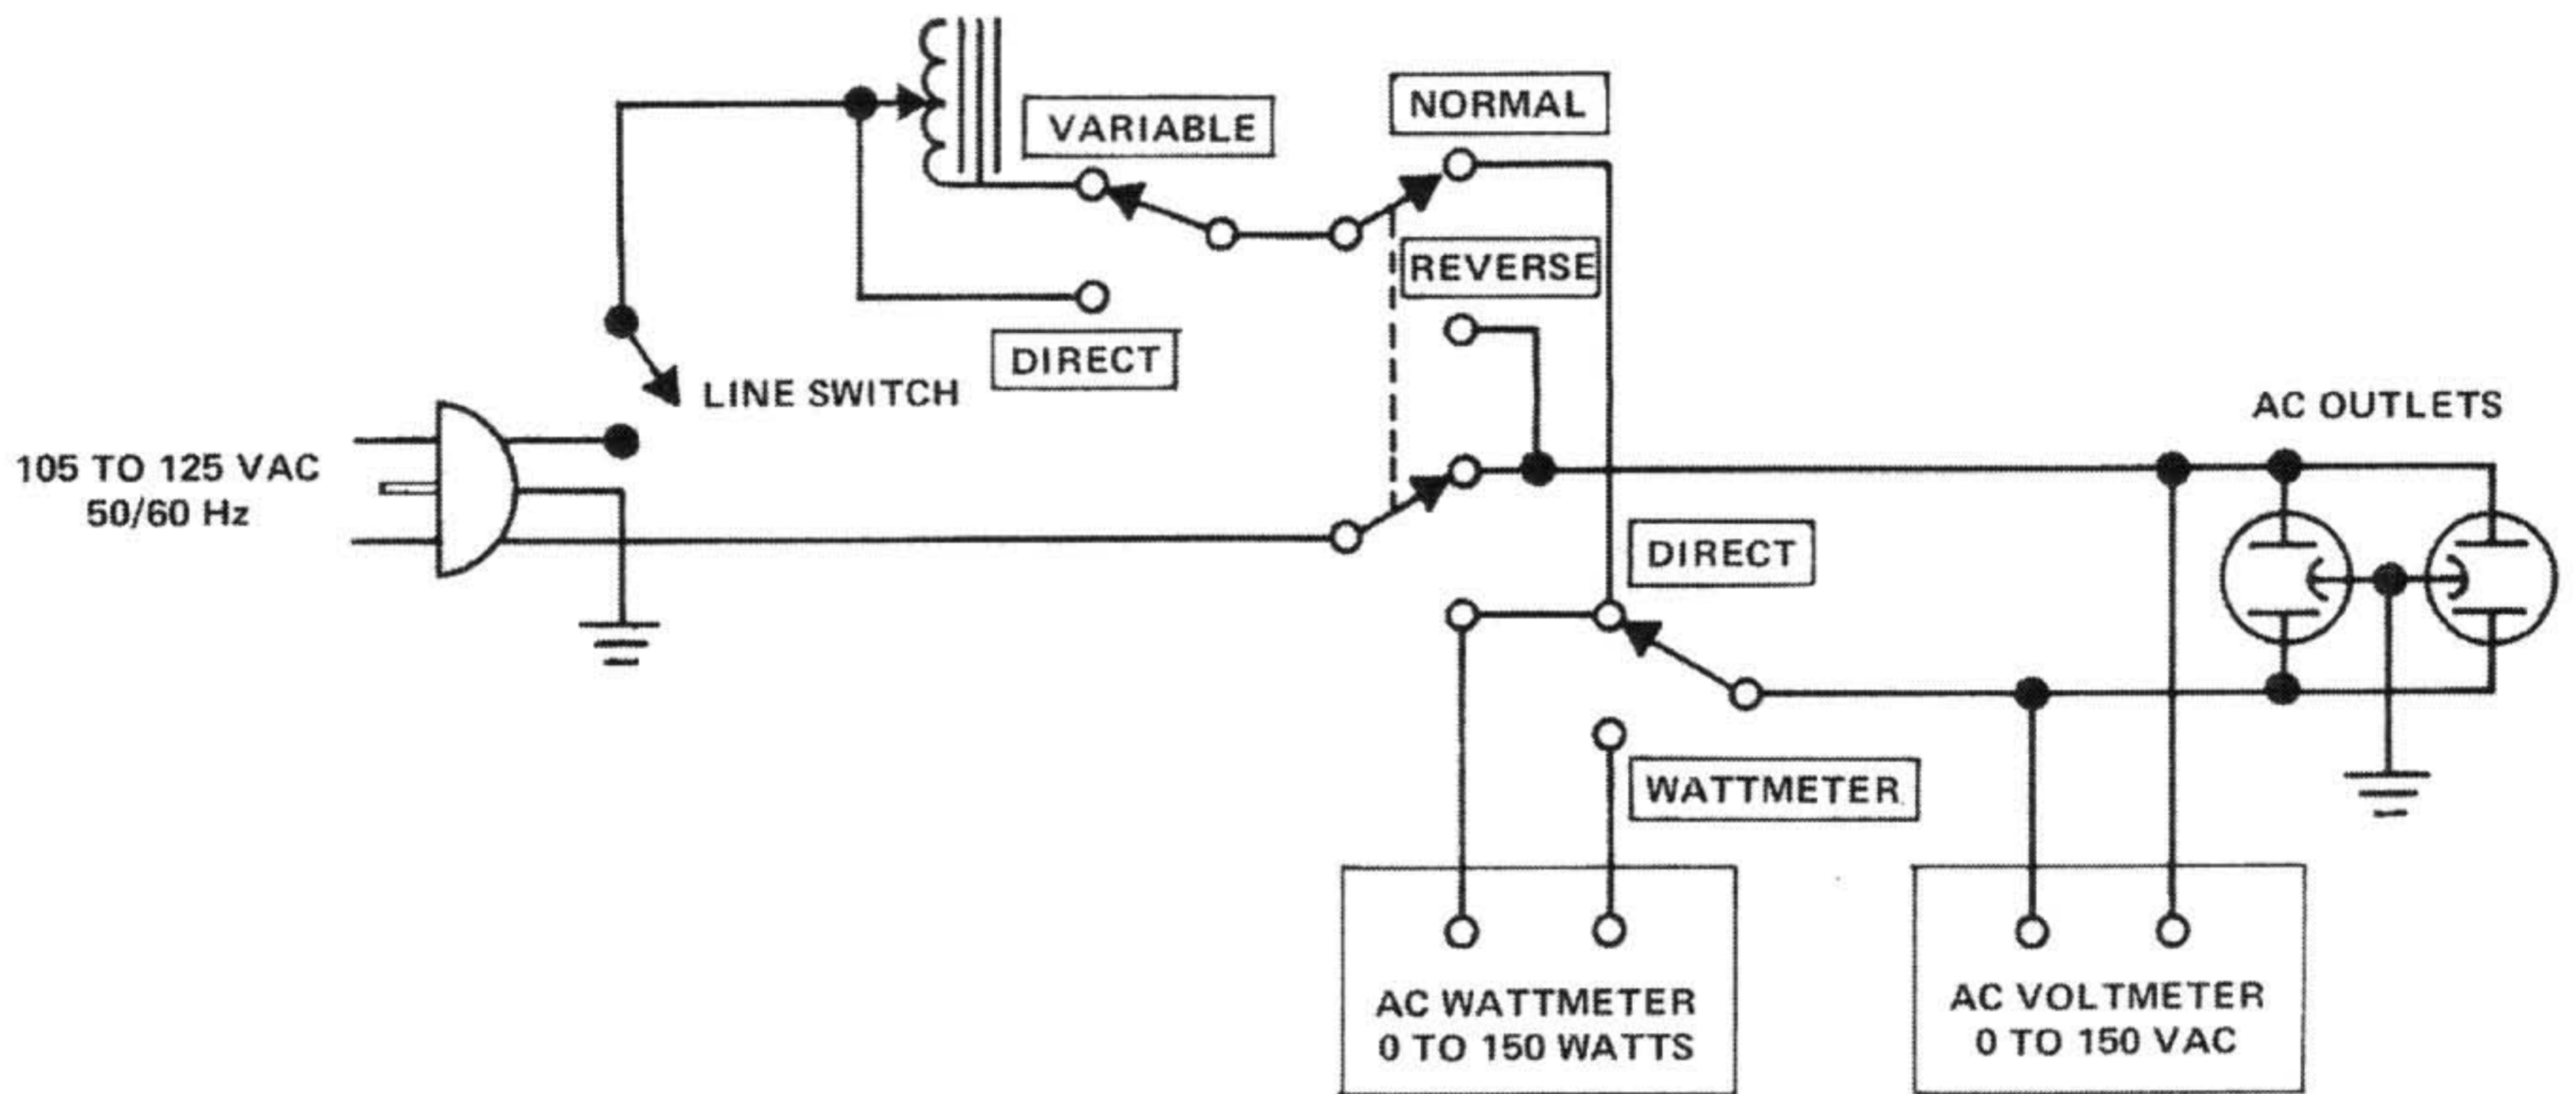 VARIABLE
NORMAL
REVERSE
DIRECT
LINE SWITCH
105 TO 125 VAC
50/60 Hz
AC OUTLETS
DIRECT
WATTMETER
AC WATTMETER
0 TO 150 WATTS
AC VOLTMETER
0 TO 150 VAC